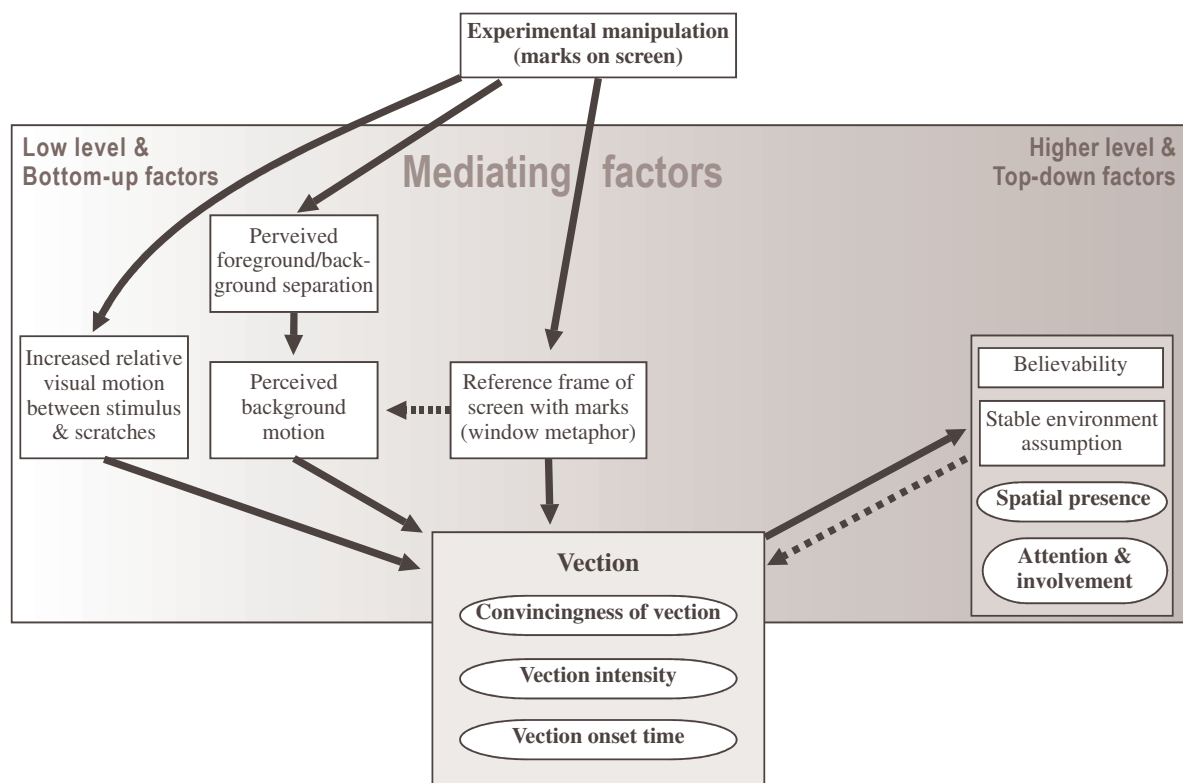 Experimental manipulation
(marks on screen)
Low level &
Bottom-up factors
Mediating factors
Higher level &
Top-down factors
Perveived
foreground/back-
ground separation
Increased relative
visual motion
between stimulus
& scratches
Perceived
background
motion
Reference frame of
screen with marks
(window metaphor)
Believability
Stable environment
assumption
Spatial presence
Attention &
involvement
Vection
Convincingness of vection
Vection intensity
Vection onset time